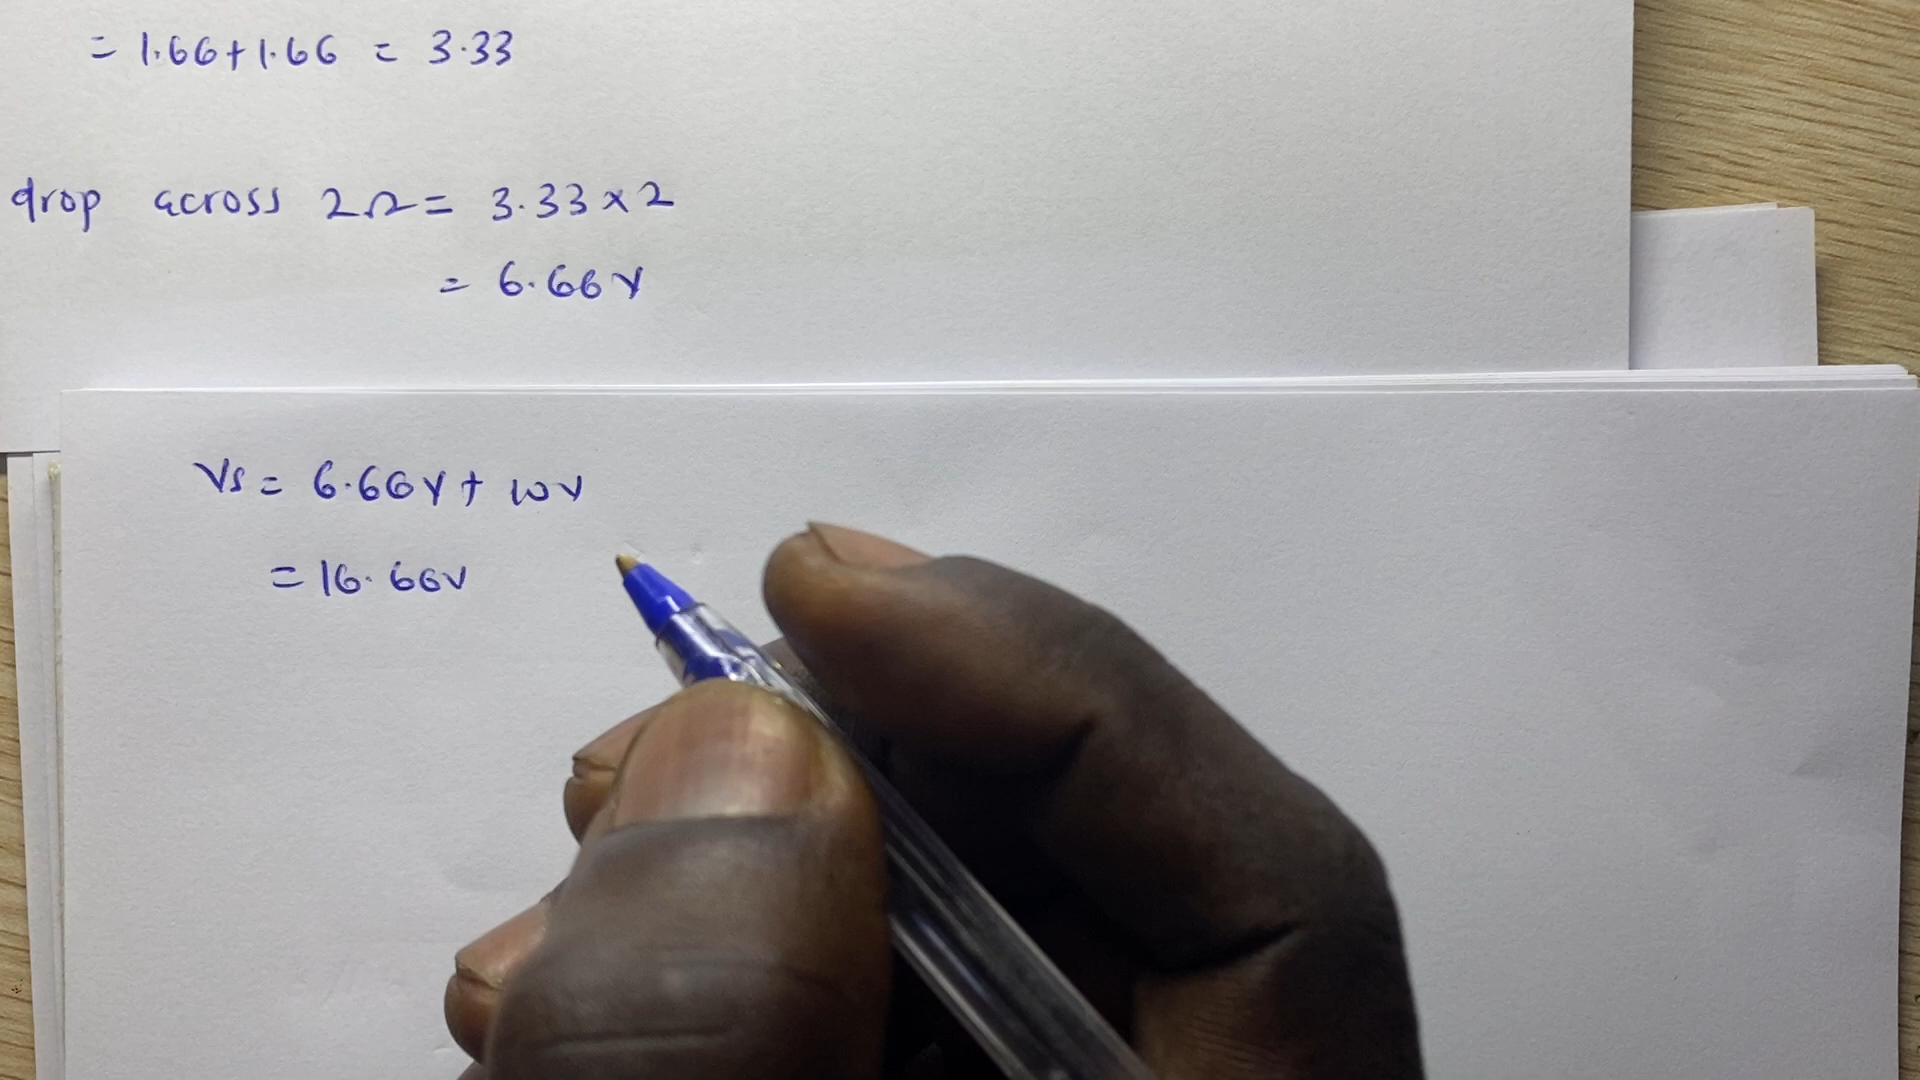 = 1.66+1.66 = 3.33
drop across 2Ω = 3.33 x 2
= 6.66V
Vs = 6.66V + 10V
= 16.66V